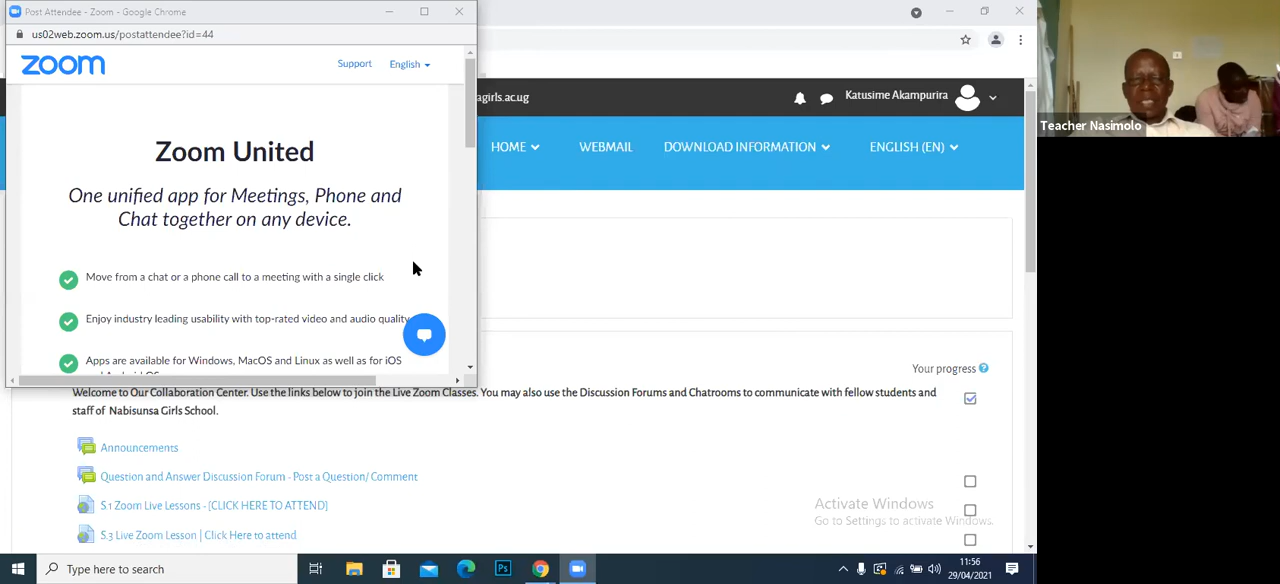 Post Attendee - Zoom - Google Chrome
us02web.zoom.us/postattendee?id=44
zoom
Support
English
Zoom United
One unified app for Meetings, Phone and
Chat together on any device.
Move from a chat or a phone call to a meeting with a single click
Enjoy industry leading usability with top-rated video and audio quality
Apps are available for Windows, MacOS and Linux as well as for iOS
agirls.ac.ug
Katusime Akampurira
HOME
WEBMAIL
DOWNLOAD INFORMATION
ENGLISH (EN)
Teacher Nasimolo
Your progress
Welcome to Our Collaboration Center. Use the links below to join the Live Zoom Classes. You may also use the Discussion Forums and Chatrooms to communicate with fellow students and
staff of Nabisunsa Girls School.
Announcements
Question and Answer Discussion Forum - Post a Question/ Comment
S.1 Zoom Live Lessons - [CLICK HERE TO ATTEND]
S.3 Live Zoom Lesson | Click Here to attend
Activate Windows
Go to Settings to activate Windows.
Type here to search
Ps
11:56
29/04/2021